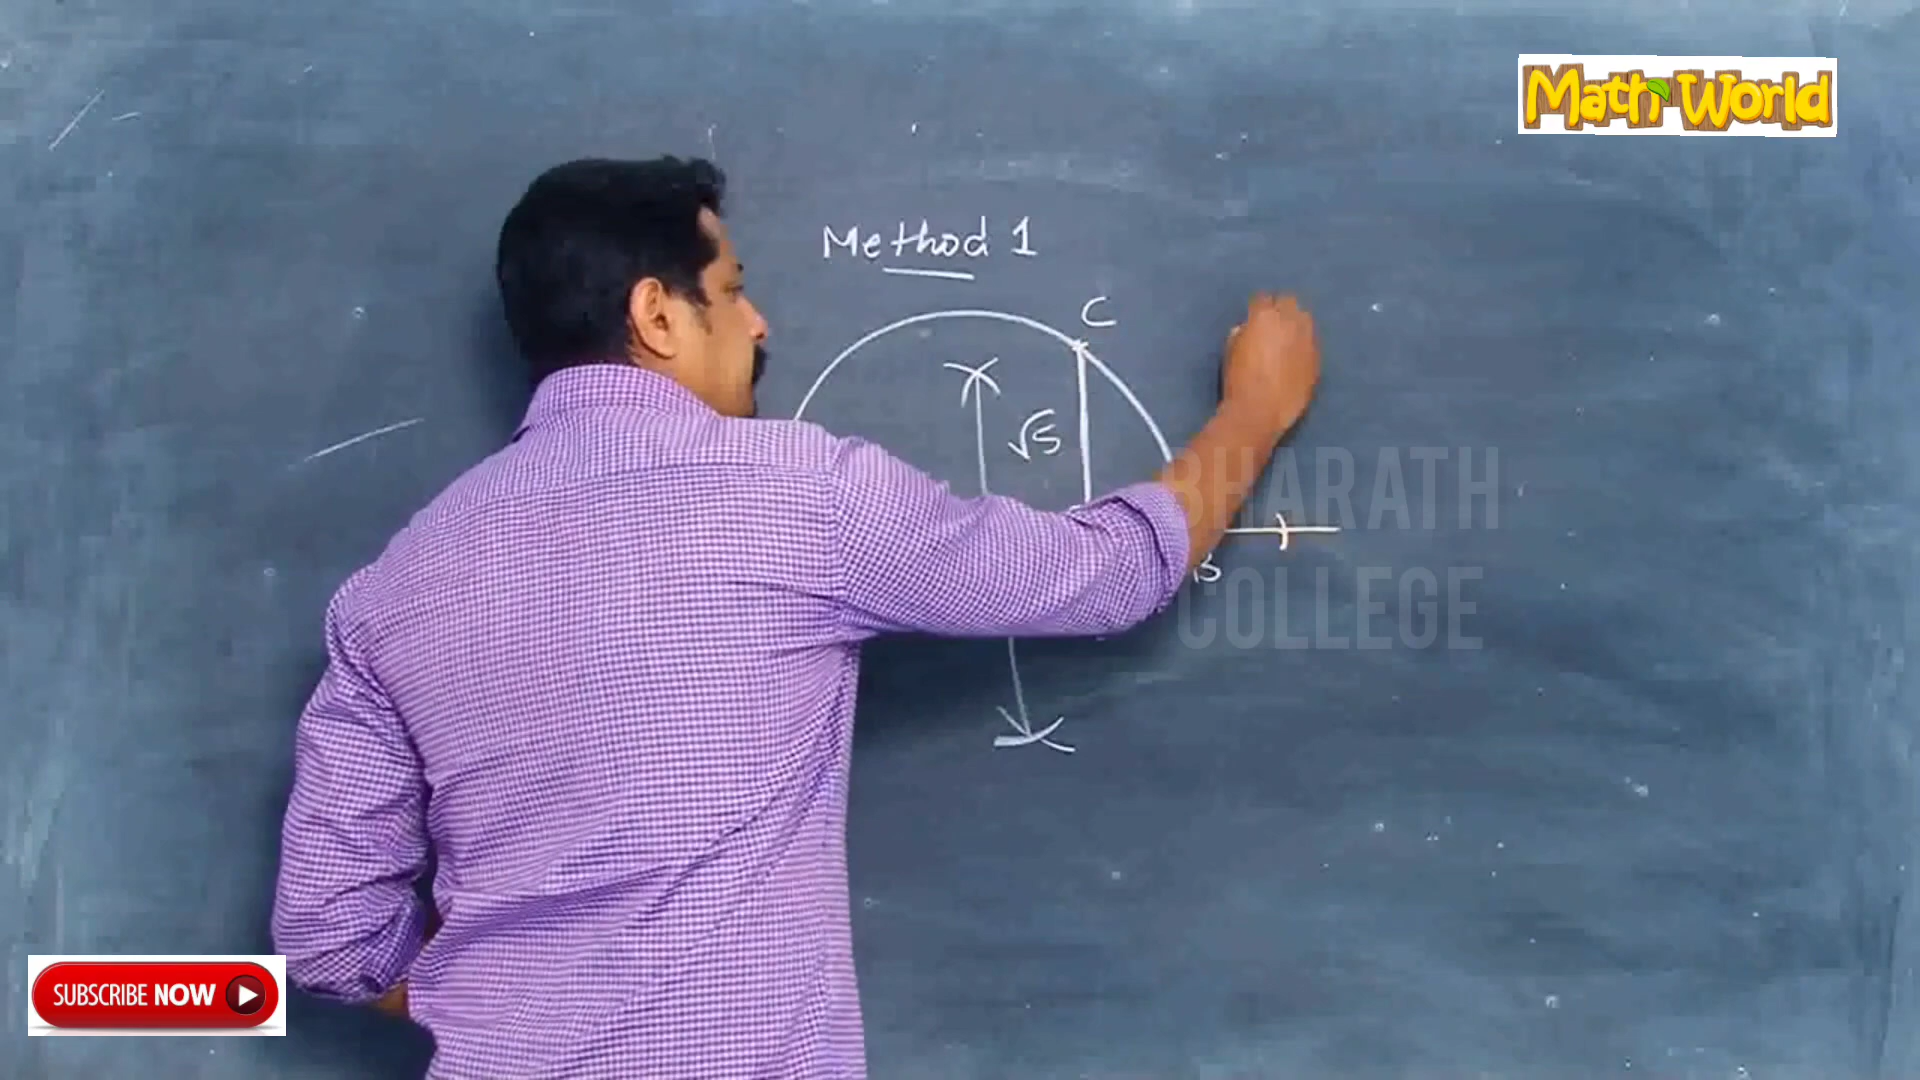 Math World
Method 1
C
√5
BHARATH
B
COLLEGE
SUBSCRIBE NOW